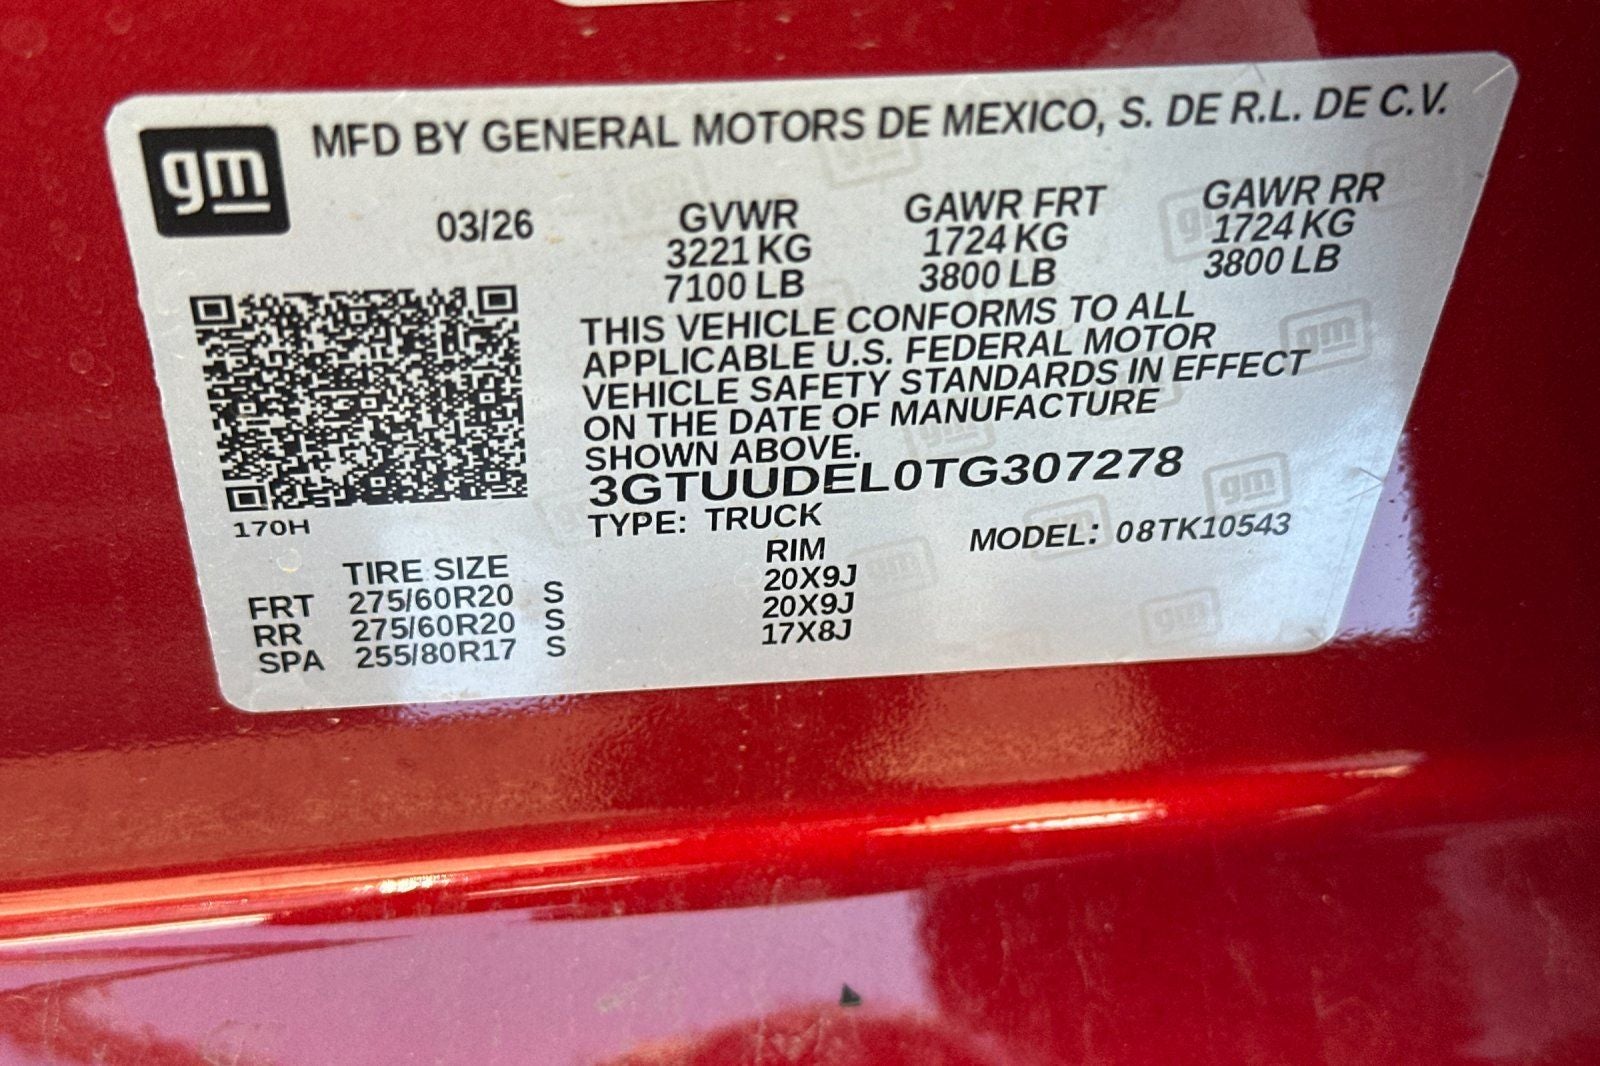 gm
MFD BY GENERAL MOTORS DE MEXICO, S. DE R.L. DE C.V.
03/26 GVWR GAWR FRT GAWR RR
3221 KG 1724 KG 1724 KG
7100 LB 3800 LB 3800 LB
THIS VEHICLE CONFORMS TO ALL
APPLICABLE U.S. FEDERAL MOTOR
VEHICLE SAFETY STANDARDS IN EFFECT
ON THE DATE OF MANUFACTURE
SHOWN ABOVE.
3GTUUDEL0TG307278
170H
TYPE: TRUCK MODEL: 08TK10543
TIRE SIZE RIM
FRT 275/60R20 S 20X9J
RR 275/60R20 S 20X9J
SPA 255/80R17 S 17X8J